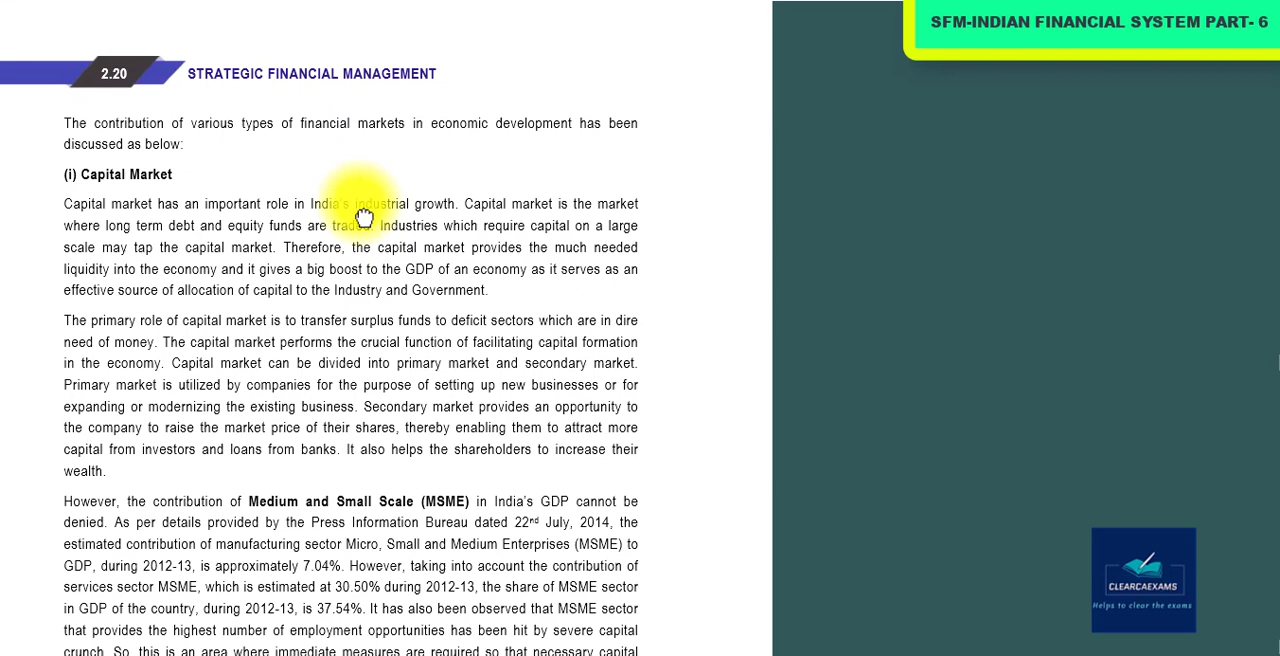 SFM-INDIAN FINANCIAL SYSTEM PART- 6
2.20 STRATEGIC FINANCIAL MANAGEMENT
The contribution of various types of financial markets in economic development has been
discussed as below:
(i) Capital Market
Capital market has an important role in India's industrial growth. Capital market is the market
where long term debt and equity funds are traded. Industries which require capital on a large
scale may tap the capital market. Therefore, the capital market provides the much needed
liquidity into the economy and it gives a big boost to the GDP of an economy as it serves as an
effective source of allocation of capital to the Industry and Government.
The primary role of capital market is to transfer surplus funds to deficit sectors which are in dire
need of money. The capital market performs the crucial function of facilitating capital formation
in the economy. Capital market can be divided into primary market and secondary market.
Primary market is utilized by companies for the purpose of setting up new businesses or for
expanding or modernizing the existing business. Secondary market provides an opportunity to
the company to raise the market price of their shares, thereby enabling them to attract more
capital from investors and loans from banks. It also helps the shareholders to increase their
wealth.
However, the contribution of Medium and Small Scale (MSME) in India's GDP cannot be
denied. As per details provided by the Press Information Bureau dated 22nd July, 2014, the
estimated contribution of manufacturing sector Micro, Small and Medium Enterprises (MSME) to
GDP, during 2012-13, is approximately 7.04%. However, taking into account the contribution of
services sector MSME, which is estimated at 30.50% during 2012-13, the share of MSME sector
in GDP of the country, during 2012-13, is 37.54%. It has also been observed that MSME sector
that provides the highest number of employment opportunities has been hit by severe capital
crunch. So, this is an area where immediate measures are required so that necessary capital
CLEARCAEXAMS
Helps to clear the exams